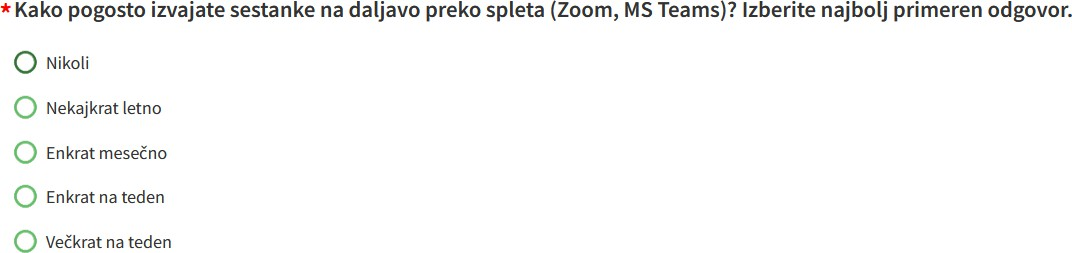 * Kako pogosto izvajate sestanke na daljavo preko spleta (Zoom, MS Teams)? Izberite najbolj primeren odgovor.
Nikoli
Nekajkrat letno
Enkrat mesečno
Enkrat na teden
Večkrat na teden